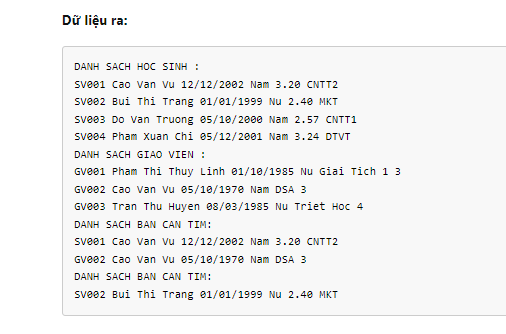 Dữ liệu ra:
DANH SACH HOC SINH :
SV001 Cao Van Vu 12/12/2002 Nam 3.20 CNTT2
SV002 Bui Thi Trang 01/01/1999 Nu 2.40 MKT
SV003 Do Van Truong 05/10/2000 Nam 2.57 CNTT1
SV004 Pham Xuan Chi 05/12/2001 Nam 3.24 DTVT
DANH SACH GIAO VIEN :
GV001 Pham Thi Thuy Linh 01/10/1985 Nu Giai Tich 1 3
GV002 Cao Van Vu 05/10/1970 Nam DSA 3
GV003 Tran Thu Huyen 08/03/1985 Nu Triet Hoc 4
DANH SACH BAN CAN TIM:
SV001 Cao Van Vu 12/12/2002 Nam 3.20 CNTT2
GV002 Cao Van Vu 05/10/1970 Nam DSA 3
DANH SACH BAN CAN TIM:
SV002 Bui Thi Trang 01/01/1999 Nu 2.40 MKT